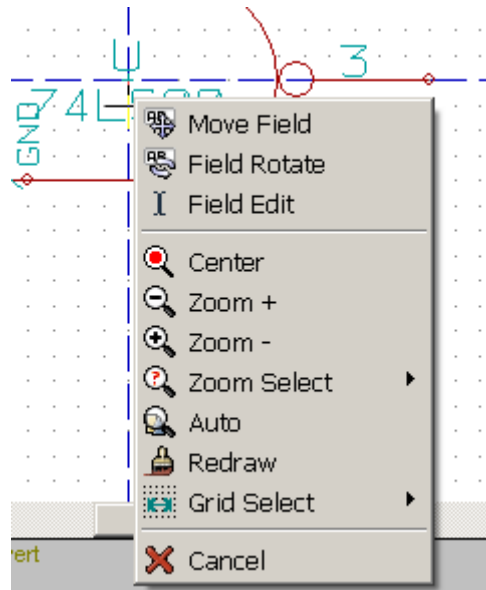 U
3
74LS00
GND
Move Field
Field Rotate
Field Edit
Center
Zoom +
Zoom -
Zoom Select
Auto
Redraw
Grid Select
Cancel